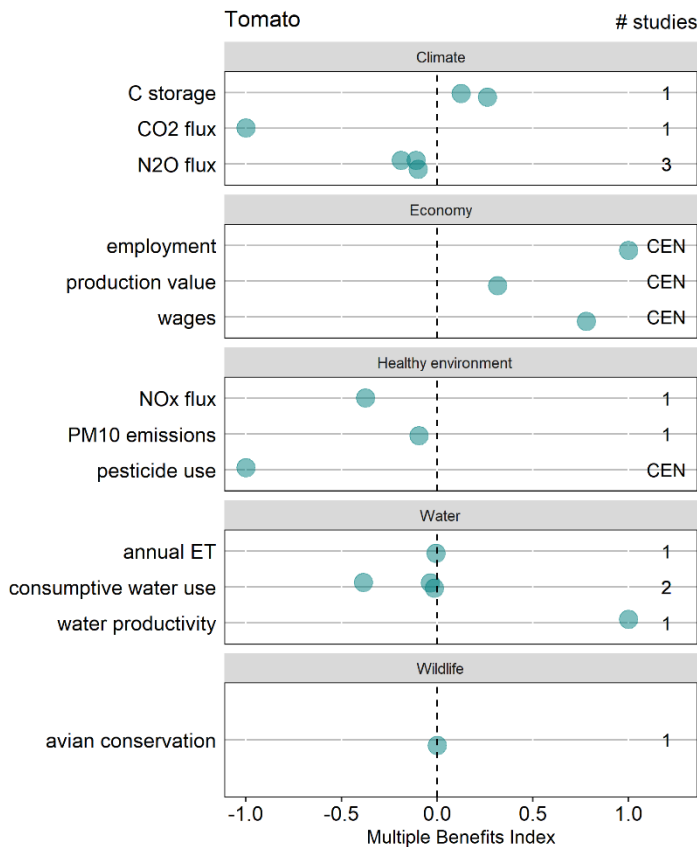 Tomato # studies
Climate
C storage 1
CO2 flux 1
N2O flux 3
Economy
employment CEN
production value CEN
wages CEN
Healthy environment
NOx flux 1
PM10 emissions 1
pesticide use CEN
Water
annual ET 1
consumptive water use 2
water productivity 1
Wildlife
avian conservation 1
-1.0 -0.5 0.0 0.5 1.0
Multiple Benefits Index